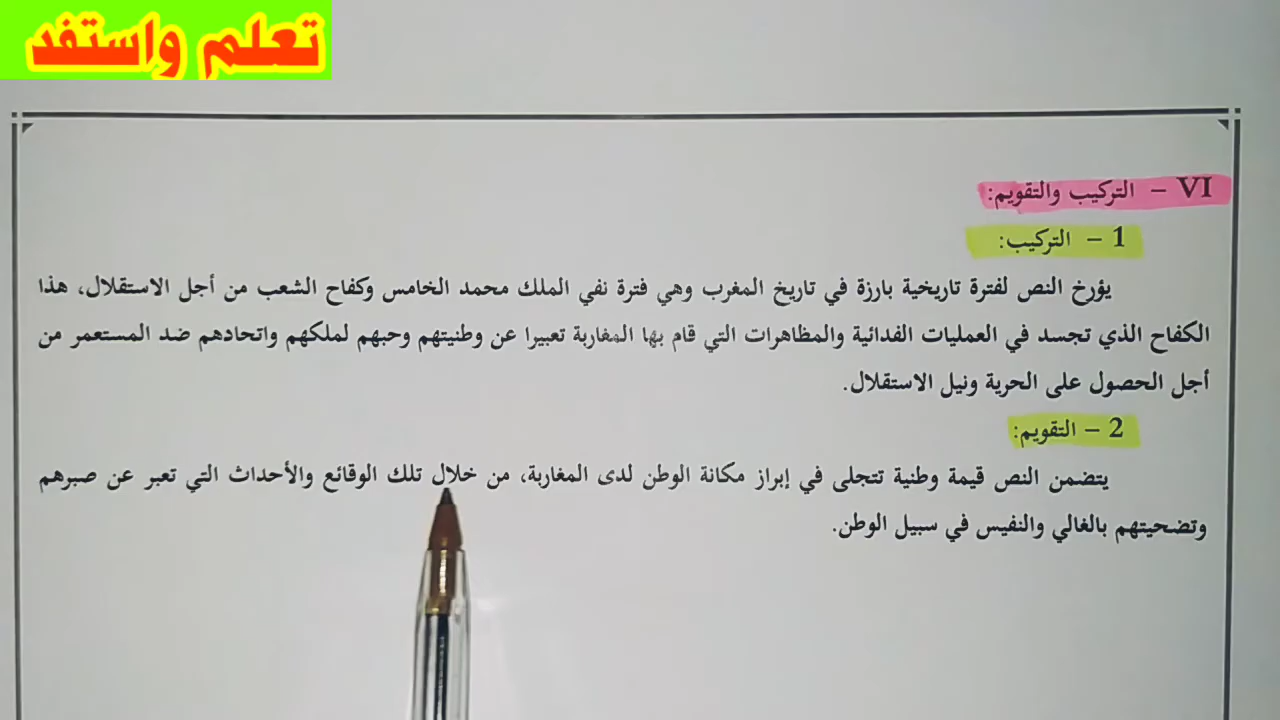 تعلم واستفد
VI – التركيب والتقويم:
1 – التركيب:
يؤرخ النص لفترة تاريخية بارزة في تاريخ المغرب وهي فترة نفي الملك محمد الخامس وكفاح الشعب من أجل الاستقلال، هذا
الكفاح الذي تجسد في العمليات الفدائية والمظاهرات التي قام بها المغاربة تعبيرا عن وطنيتهم وحبهم لملكهم واتحادهم ضد المستعمر من
أجل الحصول على الحرية ونيل الاستقلال.
2 – التقويم:
يتضمن النص قيمة وطنية تتجلى في إبراز مكانة الوطن لدى المغاربة، من خلال تلك الوقائع والأحداث التي تعبر عن صبرهم
وتضحيتهم بالغالي والنفيس في سبيل الوطن.